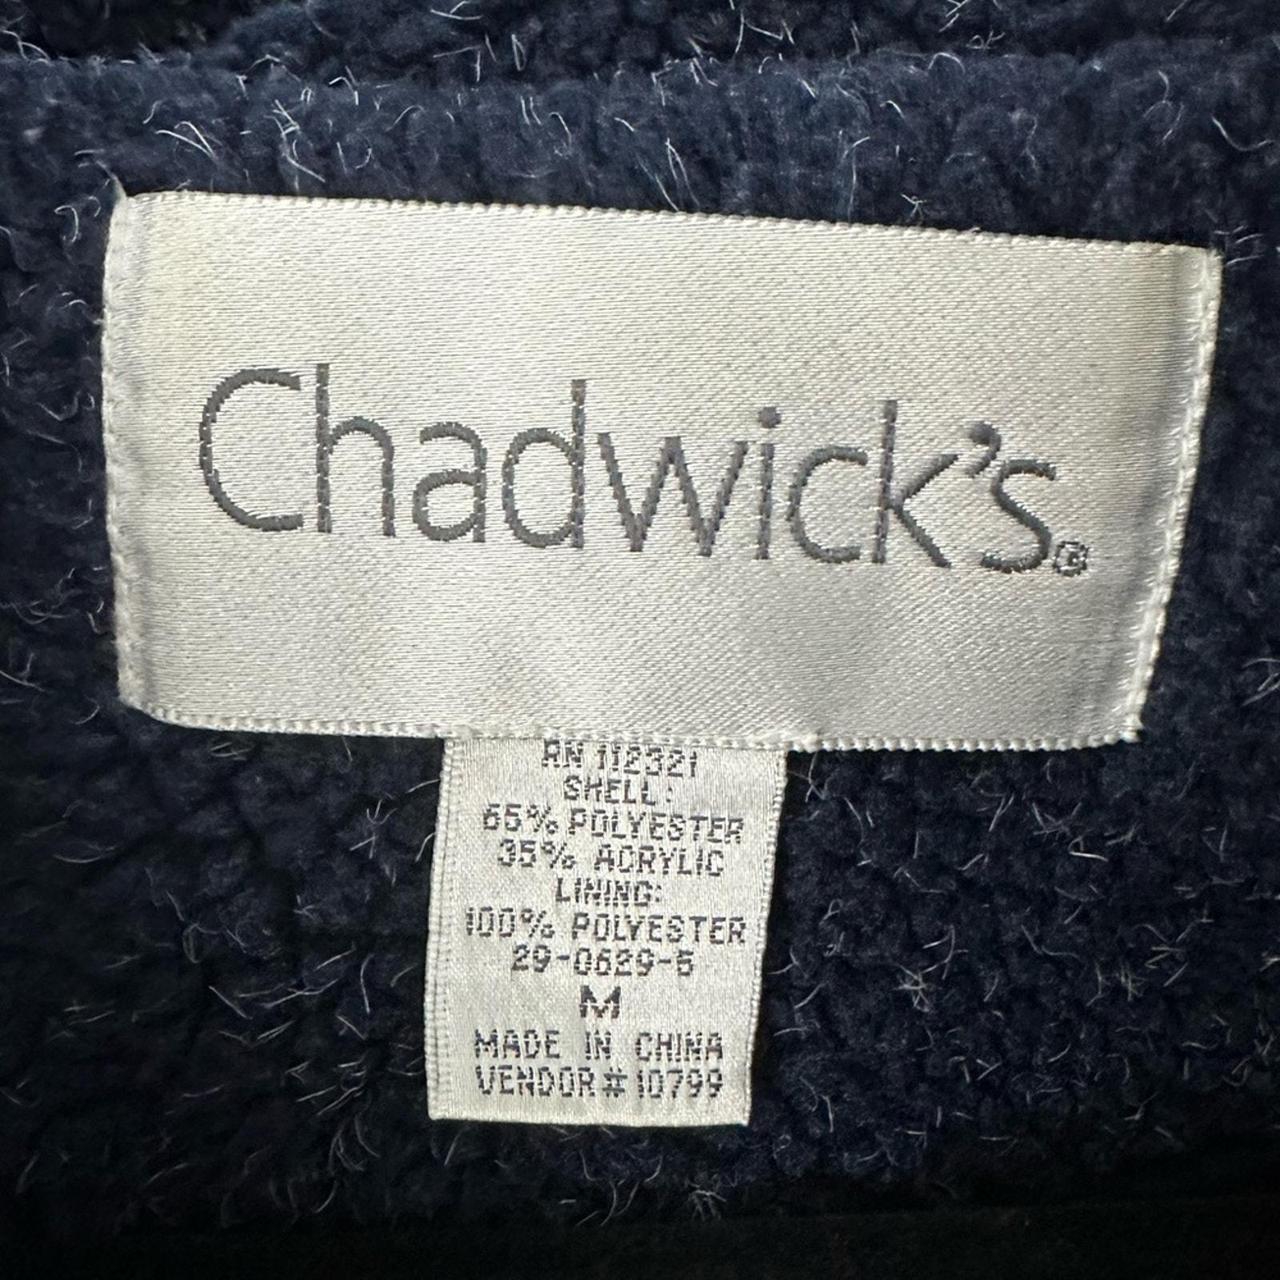 Chadwick's®
RN 112321
SHELL:
65% POLYESTER
35% ACRYLIC
LINING:
100% POLYESTER
29-0629-5
M
MADE IN CHINA
VENDOR# 10799